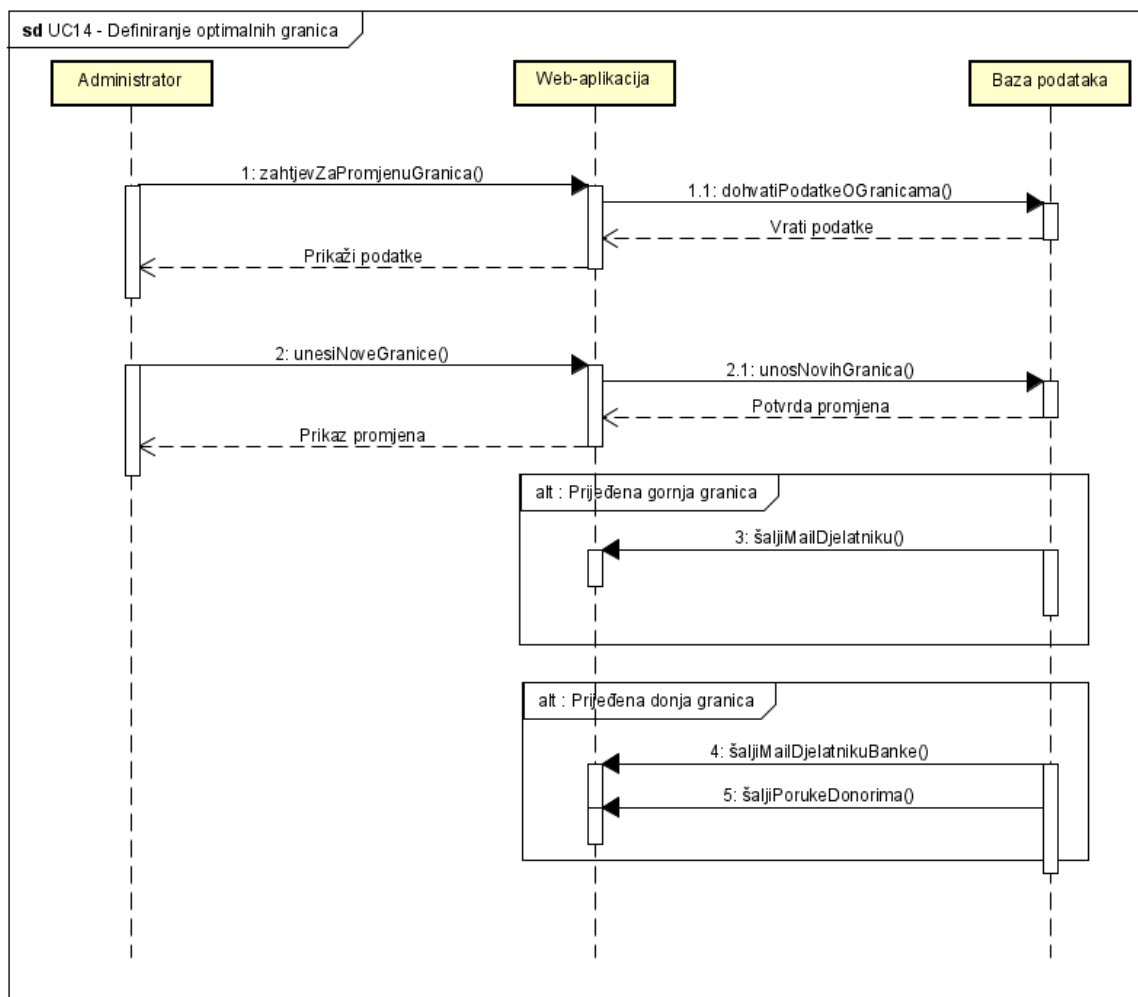 sd UC14 - Definiranje optimalnih granica
Administrator
Web-aplikacija
Baza podataka
1: zahtjevZaPromjenuGranica()
1.1: dohvatiPodatkeOGranicama()
Vrati podatke
Prikaži podatke
2: unesiNoveGranice()
2.1: unosNovihGranica()
Potvrda promjena
Prikaz promjena
alt : Prijeđena gornja granica
3: šaljiMailDjelatniku()
alt : Prijeđena donja granica
4: šaljiMailDjelatnikuBanke()
5: šaljiPorukeDonorima()